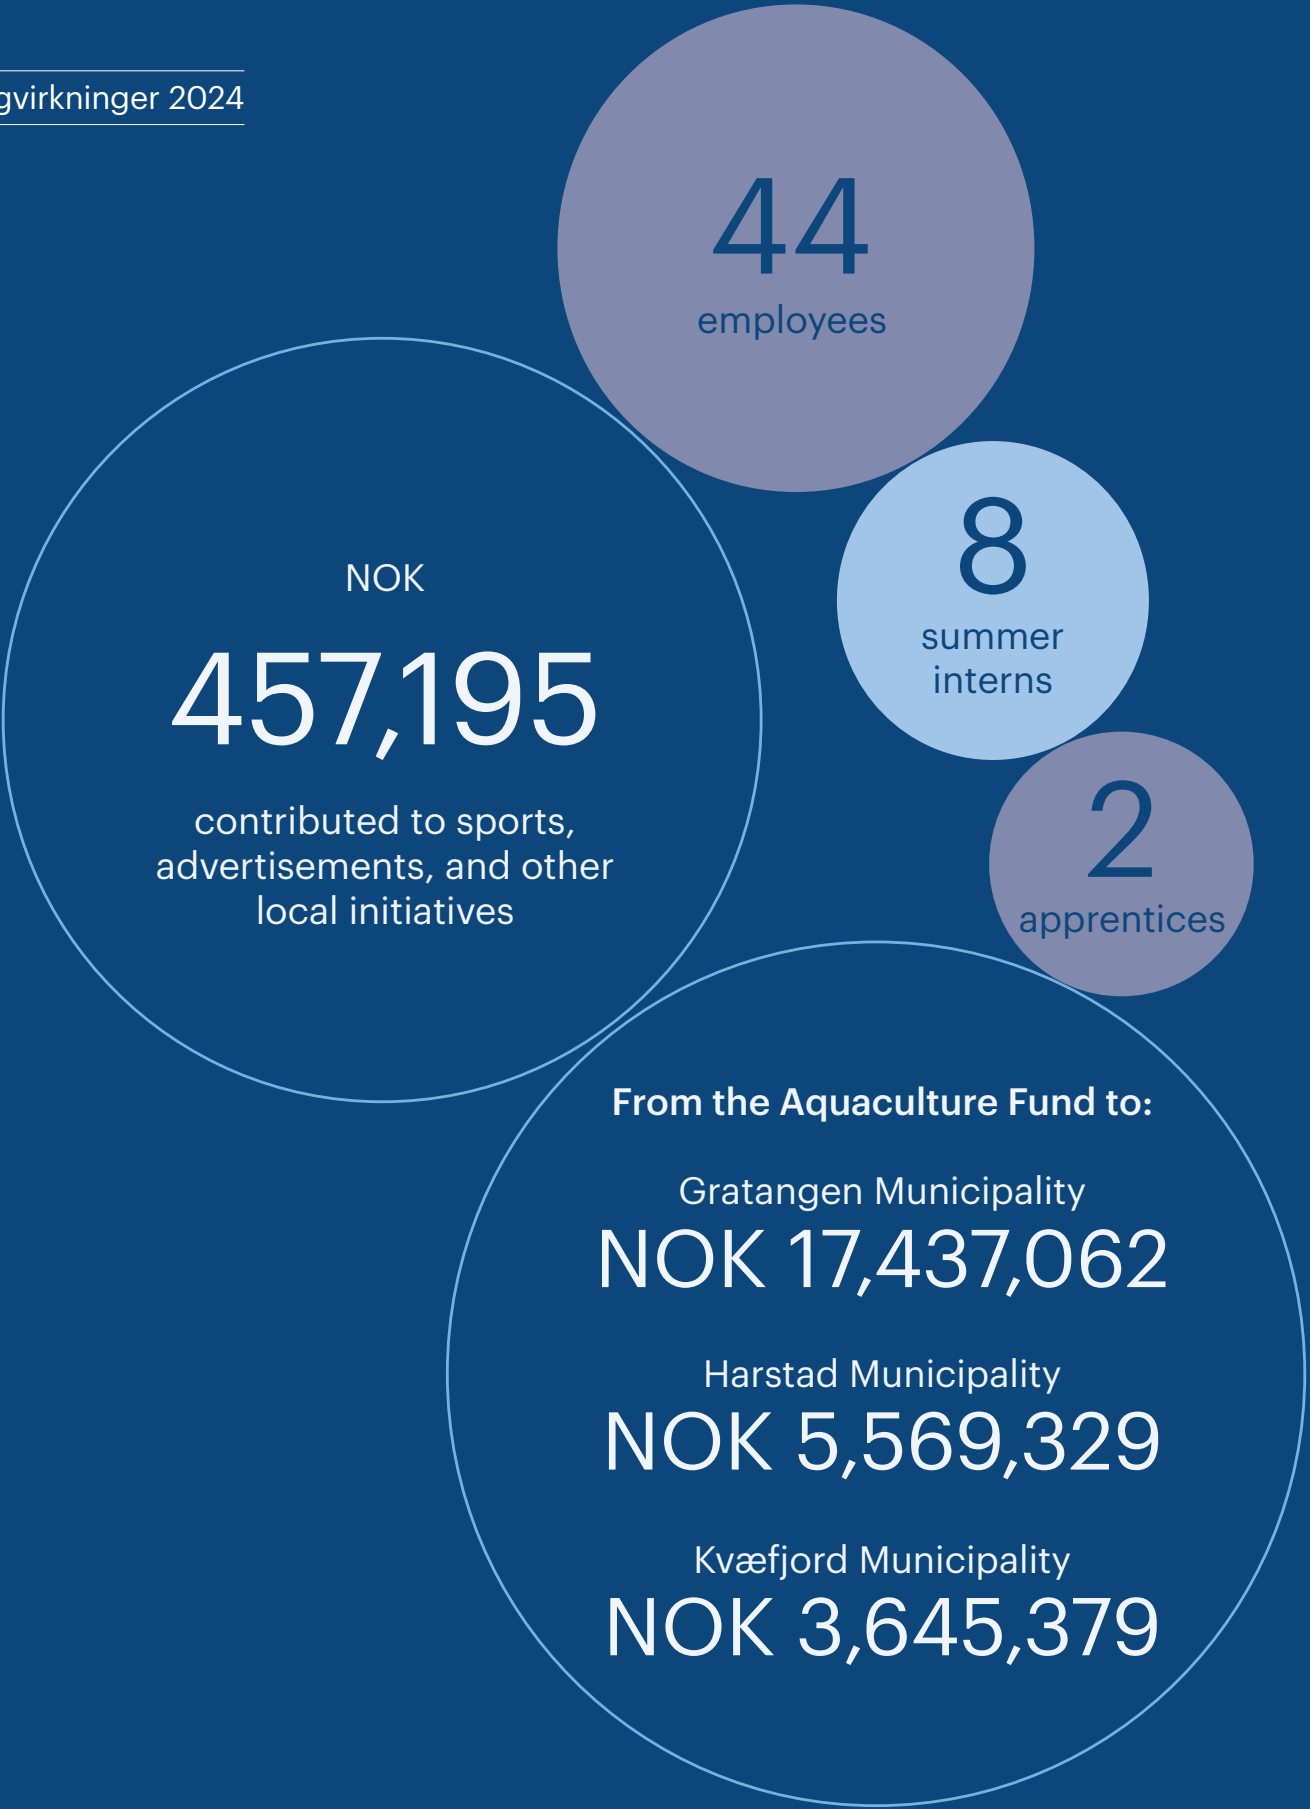 2024
44
employees
8
summer
interns
2
apprentices
NOK
457,195
contributed to sports,
advertisements, and other
local initiatives
From the Aquaculture Fund to:
Gratangen Municipality
NOK 17,437,062
Harstad Municipality
NOK 5,569,329
Kvæfjord Municipality
NOK 3,645,379